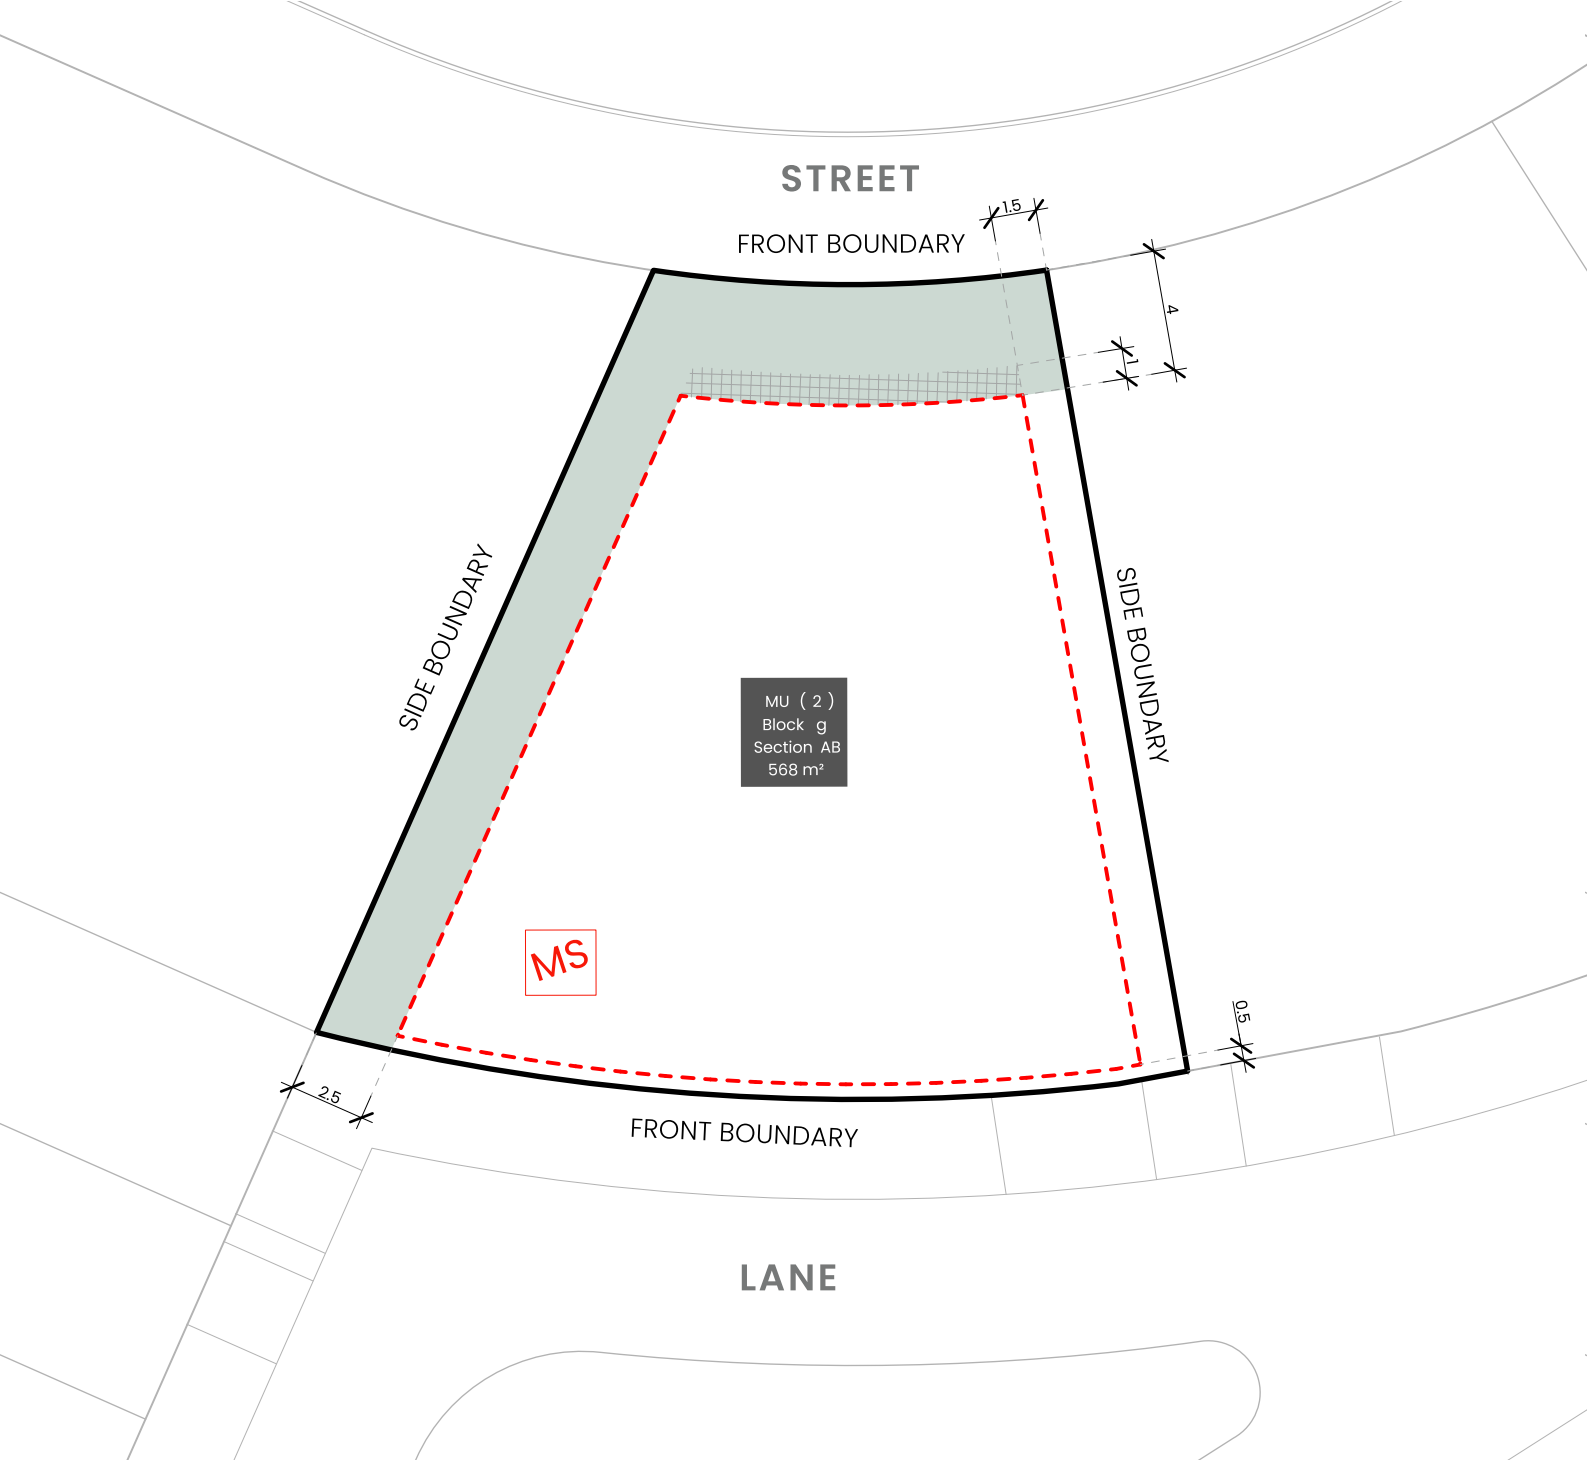 STREET
1.5
FRONT BOUNDARY
4
1
SIDE BOUNDARY
SIDE BOUNDARY
MU ( 2 )
Block g
Section AB
568 m²
MS
0.5
2.5
FRONT BOUNDARY
LANE